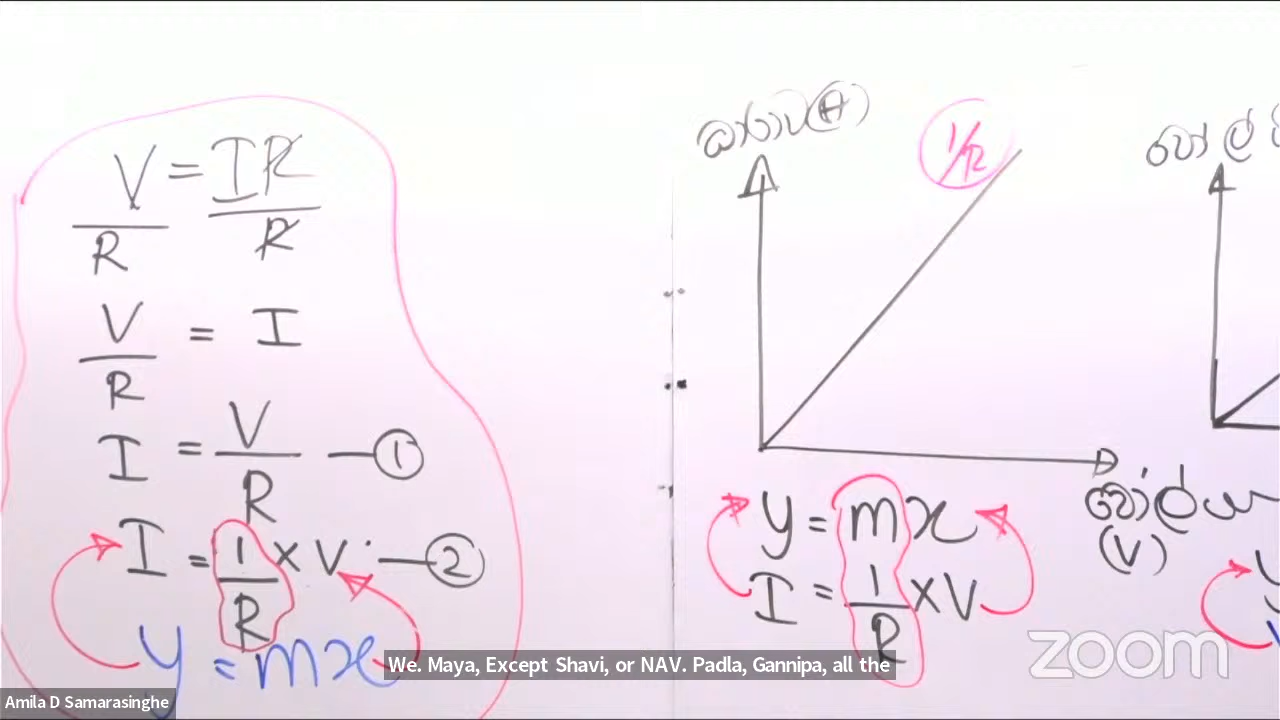 V = IR
R R
V = I
R
I = V —①
R
I = 1 × V —②
R
y = mx
ධාරාව (A)
1/R
y = mx
I = 1 × V
R
(V)
We. Maya, Except Shavi, or NAV. Padla, Gannipa, all the
Amila D Samarasinghe
zoom